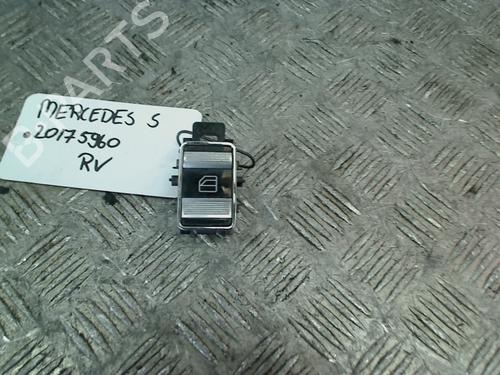 MERCEDES S
20175960
RV
B PARTS